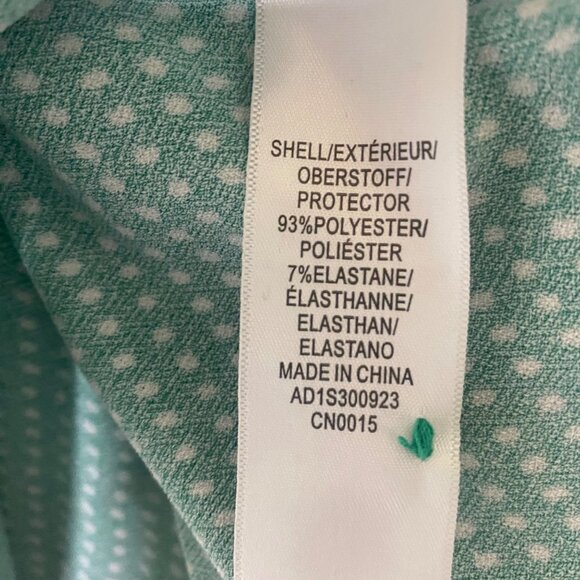 SHELL/EXTÉRIEUR/
OBERSTOFF/
PROTECTOR
93%POLYESTER/
POLIÉSTER
7%ELASTANE/
ÉLASTHANNE/
ELASTHAN/
ELASTANO
MADE IN CHINA
AD1S300923
CN0015